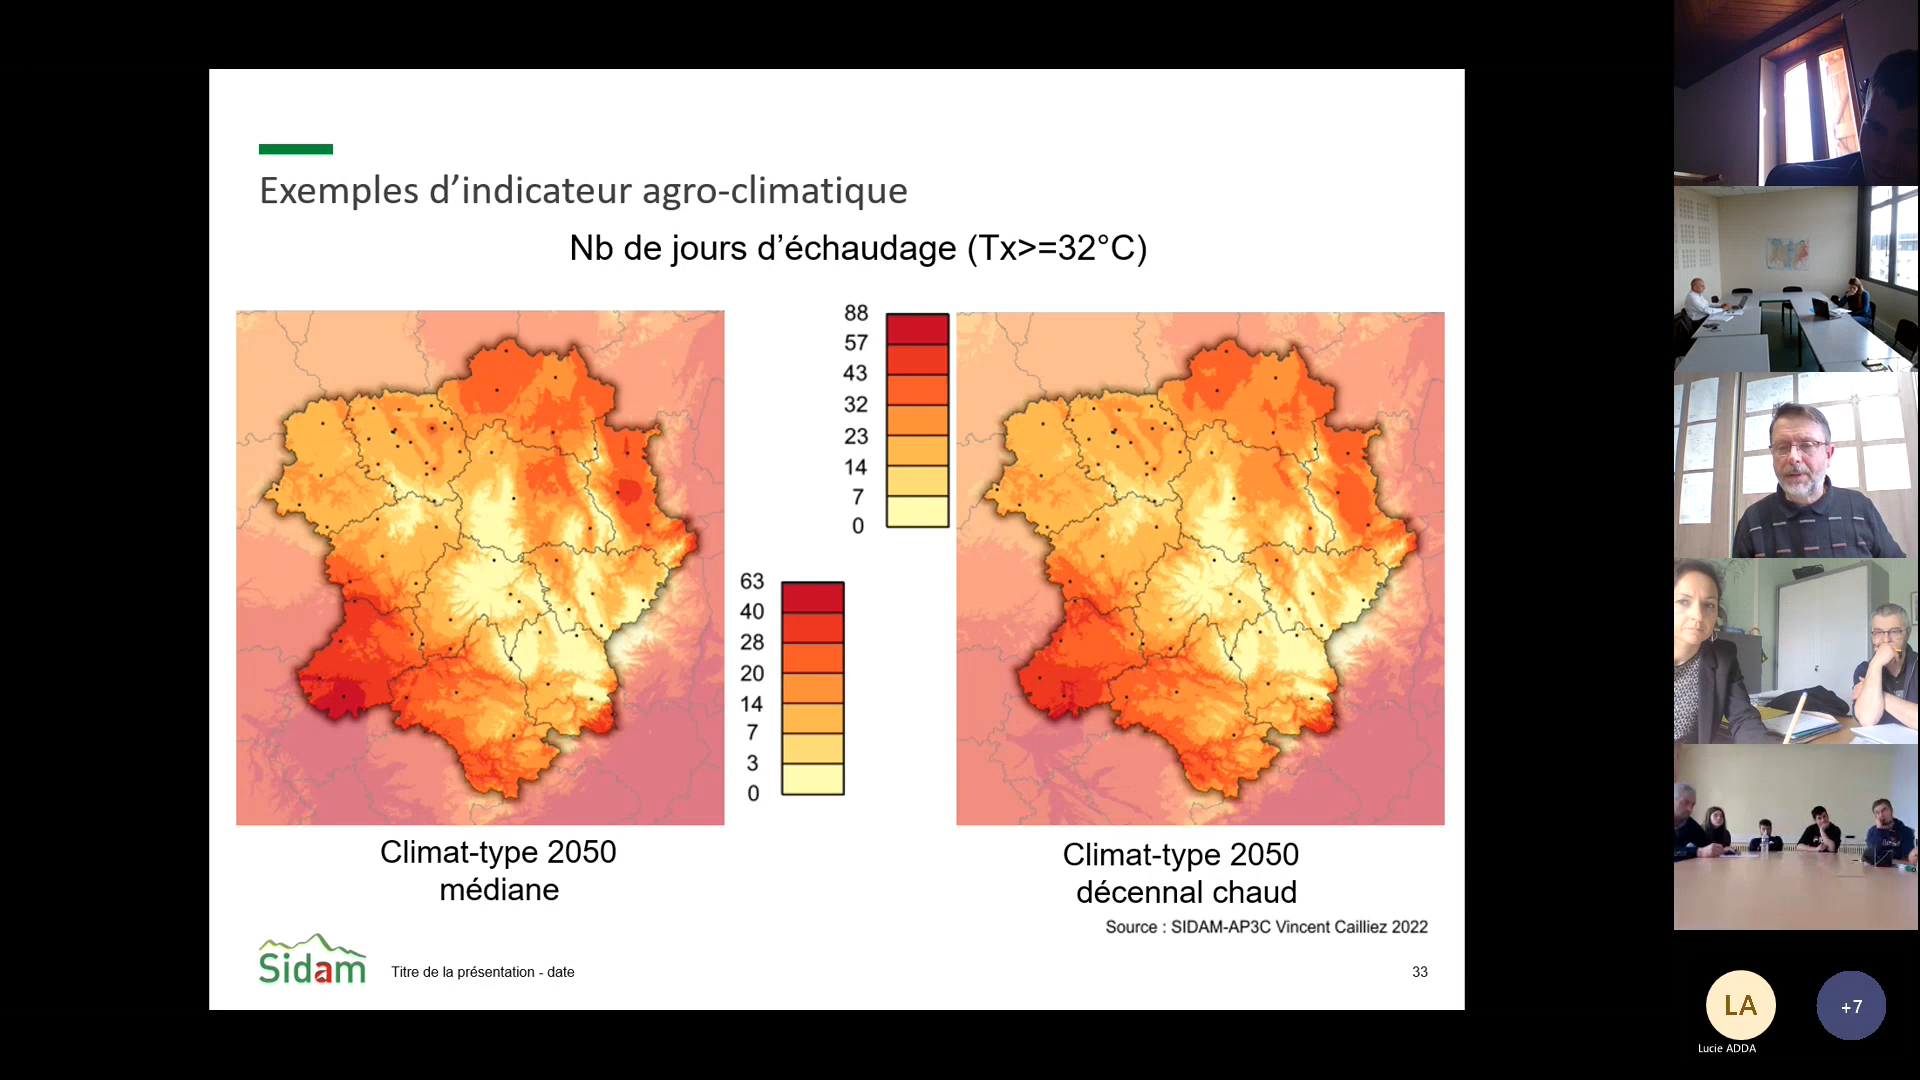 Exemples d’indicateur agro-climatique
Nb de jours d’échaudage (Tx>=32°C)
88
57
43
32
23
14
7
0
63
40
28
20
14
7
3
0
Climat-type 2050
médiane
Climat-type 2050
décennal chaud
Source : SIDAM-AP3C Vincent Cailliez 2022
Sidam
Titre de la présentation - date
33
LA
+7
Lucie ADDA